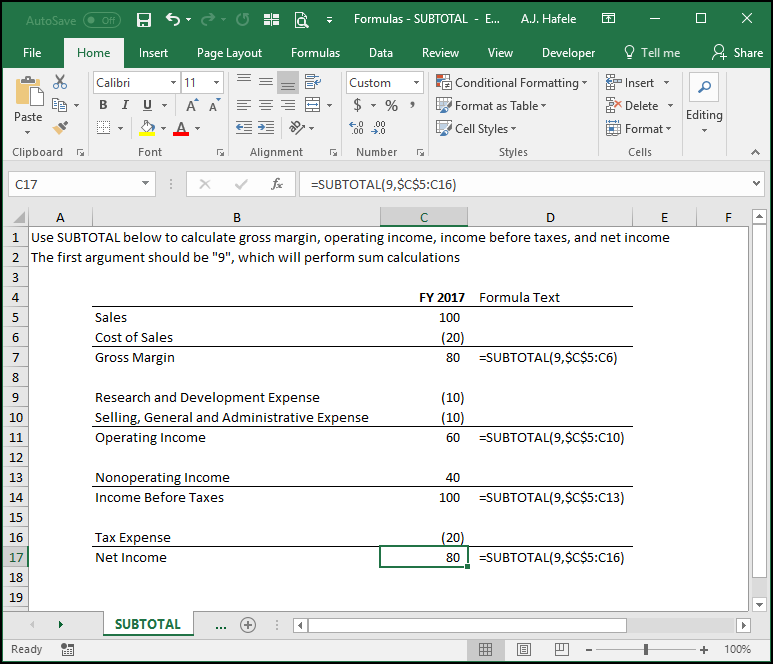 AutoSave Off Formulas - SUBTOTAL - E... A.J. Hafele
File Home Insert Page Layout Formulas Data Review View Developer Tell me Share
Calibri 11 Custom Conditional Formatting Insert
Paste B I U A A $ % , Format as Table Delete Editing
A .00 Cell Styles Format
Clipboard Font Alignment Number Styles Cells
C17 fx =SUBTOTAL(9,$C$5:C16)
A B C D E F
1 Use SUBTOTAL below to calculate gross margin, operating income, income before taxes, and net income
2 The first argument should be "9", which will perform sum calculations
3
4 FY 2017 Formula Text
5 Sales 100
6 Cost of Sales (20)
7 Gross Margin 80 =SUBTOTAL(9,$C$5:C6)
8
9 Research and Development Expense (10)
10 Selling, General and Administrative Expense (10)
11 Operating Income 60 =SUBTOTAL(9,$C$5:C10)
12
13 Nonoperating Income 40
14 Income Before Taxes 100 =SUBTOTAL(9,$C$5:C13)
15
16 Tax Expense (20)
17 Net Income 80 =SUBTOTAL(9,$C$5:C16)
18
19
SUBTOTAL ...
Ready 100%